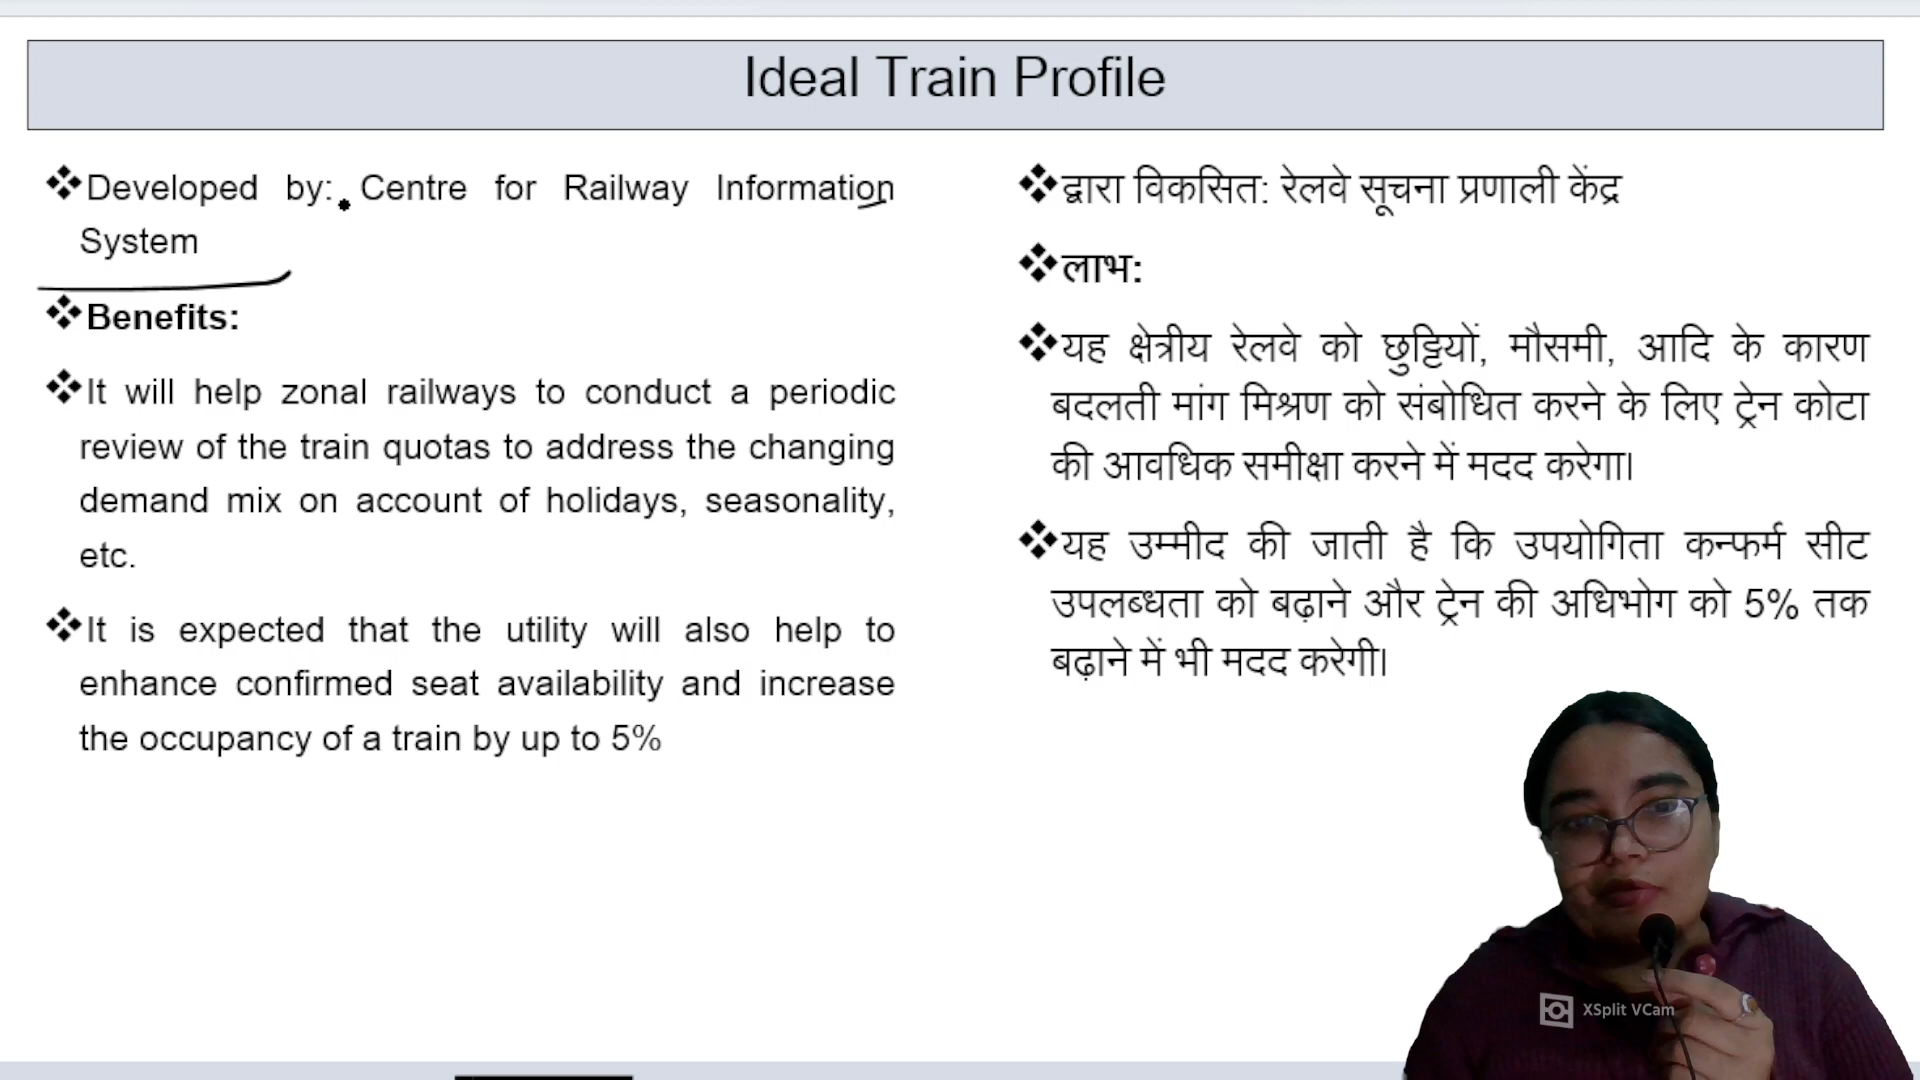 Ideal Train Profile
❖Developed by: Centre for Railway Information
System
❖Benefits:
❖It will help zonal railways to conduct a periodic
review of the train quotas to address the changing
demand mix on account of holidays, seasonality,
etc.
❖It is expected that the utility will also help to
enhance confirmed seat availability and increase
the occupancy of a train by up to 5%
❖द्वारा विकसित: रेलवे सूचना प्रणाली केंद्र
❖लाभ:
❖यह क्षेत्रीय रेलवे को छुट्टियों, मौसमी, आदि के कारण
बदलती मांग मिश्रण को संबोधित करने के लिए ट्रेन कोटा
की आवधिक समीक्षा करने में मदद करेगा।
❖यह उम्मीद की जाती है कि उपयोगिता कन्फर्म सीट
उपलब्धता को बढ़ाने और ट्रेन की अधिभोग को 5% तक
बढ़ाने में भी मदद करेगी।
XSplit VCam